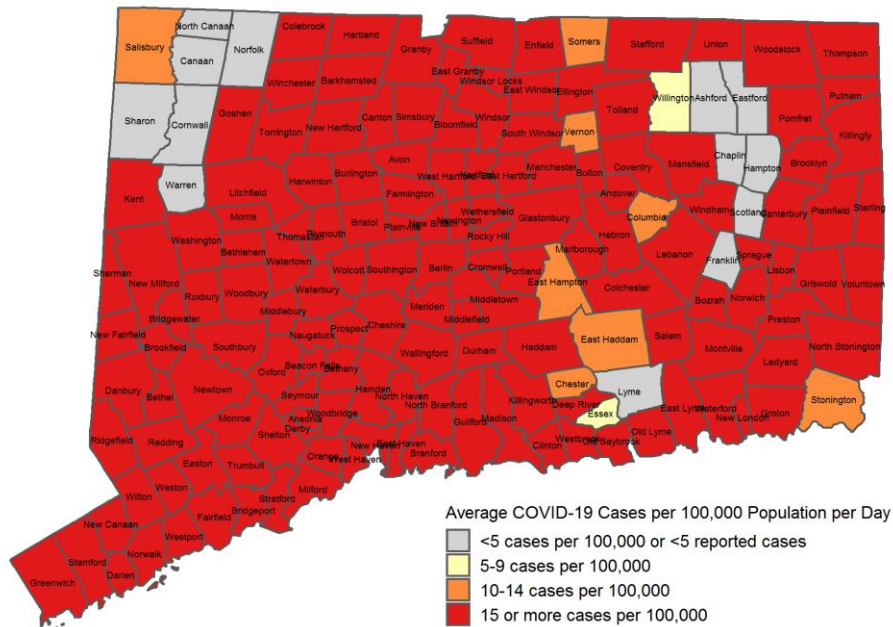 North Canaan
Colebrook
Hartland
Suffield
Enfield
Somers
Stafford
Union
Woodstock
Thompson
Salisbury
Canaan
Norfolk
Granby
East Granby
Windsor Locks
Winchester
Barkhamsted
East Windsor
Ellington
Willington
Ashford
Eastford
Putnam
Sharon
Cornwall
Goshen
Torrington
New Hartford
Canton
Simsbury
Bloomfield
Windsor
South Windsor
Vernon
Tolland
Pomfret
Killingly
Warren
Litchfield
Harwinton
Burlington
Avon
West Hartford
East Hartford
Manchester
Bolton
Coventry
Mansfield
Chaplin
Hampton
Brooklyn
Kent
Morris
Farmington
Andover
Columbia
Windham
Scotland
Canterbury
Plainfield
Sterling
Washington
Bethlehem
Thomaston
Plymouth
Bristol
Plainville
New Britain
Newington
Wethersfield
Rocky Hill
Glastonbury
Marlborough
Hebron
Lebanon
Franklin
Sprague
Lisbon
Griswold
Voluntown
Sherman
New Milford
Roxbury
Woodbury
Watertown
Waterbury
Wolcott
Southington
Berlin
Cromwell
Portland
East Hampton
Colchester
Bozrah
Norwich
Preston
New Fairfield
Bridgewater
Brookfield
Southbury
Middlebury
Naugatuck
Prospect
Cheshire
Meriden
Middletown
Middlefield
Haddam
East Haddam
Salem
Montville
Ledyard
North Stonington
Danbury
Bethel
Newtown
Oxford
Beacon Falls
Bethany
Wallingford
Durham
Chester
Lyme
Stonington
Seymour
Hamden
North Haven
North Branford
Killingworth
Deep River
Essex
East Lyme
Waterford
New London
Groton
Ridgefield
Redding
Monroe
Shelton
Ansonia
Derby
Woodbridge
New Haven
East Haven
Branford
Guilford
Madison
Clinton
Westbrook
Old Saybrook
Old Lyme
Easton
Trumbull
Orange
West Haven
Wilton
Weston
Fairfield
Bridgeport
Stratford
Milford
New Canaan
Westport
Norwalk
Greenwich
Stamford
Darien
Average COVID-19 Cases per 100,000 Population per Day
<5 cases per 100,000 or <5 reported cases
5-9 cases per 100,000
10-14 cases per 100,000
15 or more cases per 100,000